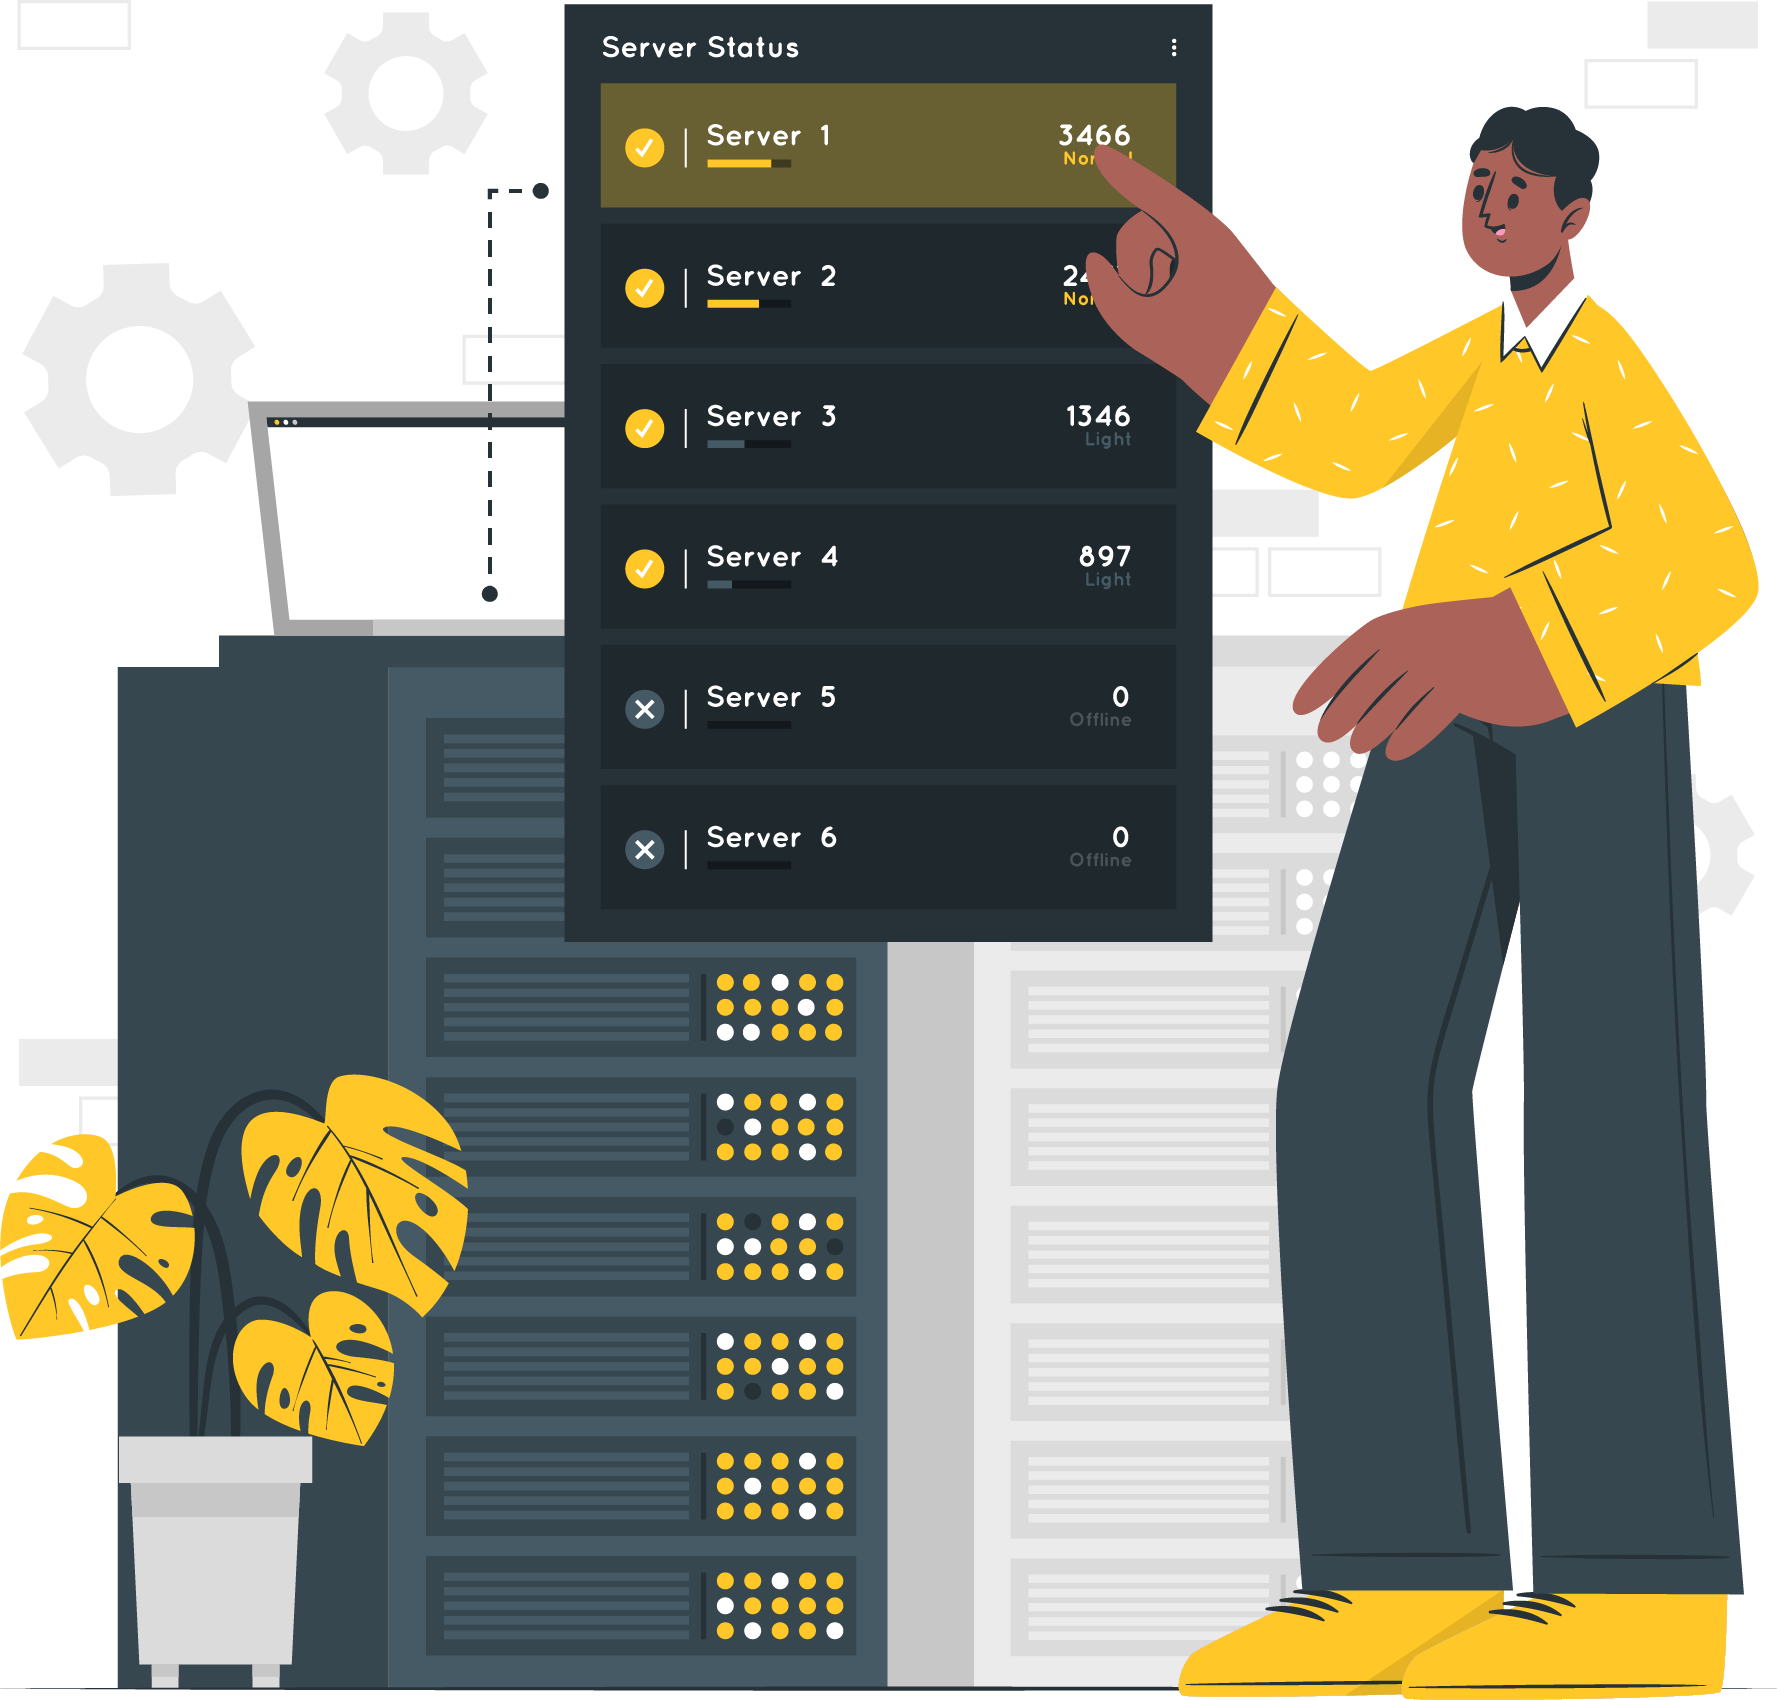 Server Status
Server 1
3466
Server 2
Server 3
1346
Light
Server 4
897
Light
Server 5
0
Offline
Server 6
0
Offline